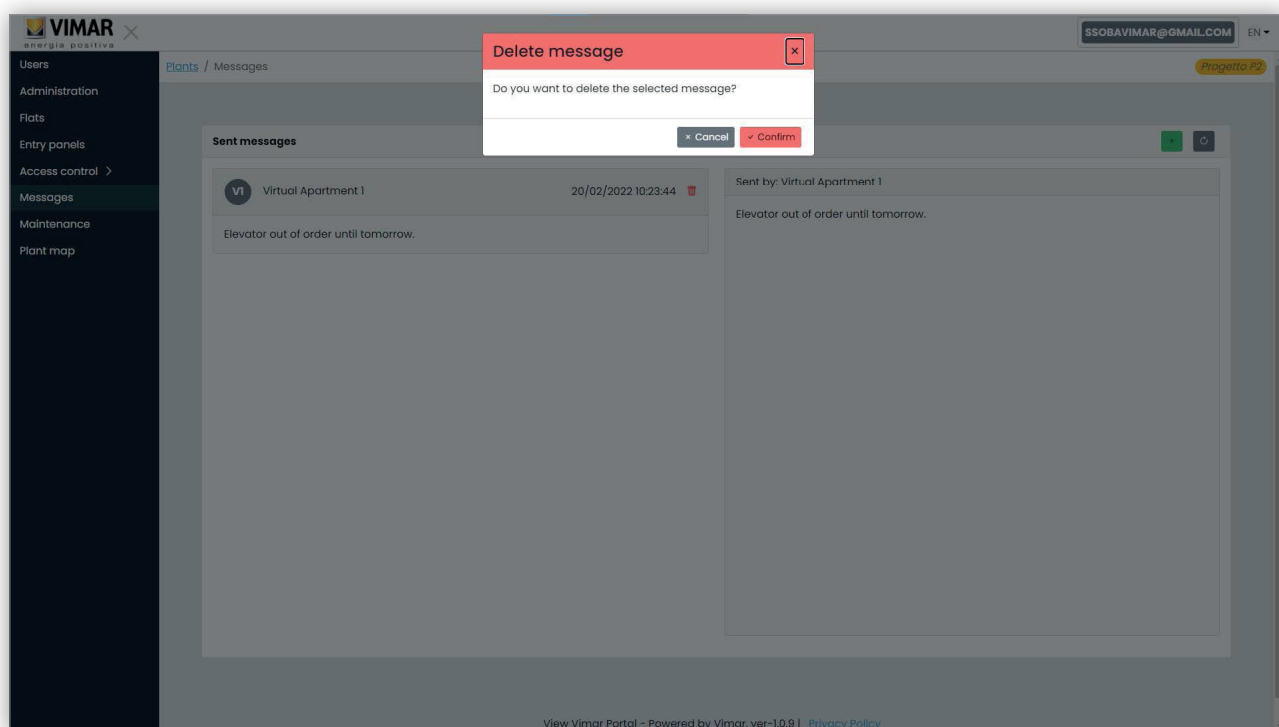 VIMAR
energia positiva
SSOBAVIMAR@GMAIL.COM
EN
Delete message
Do you want to delete the selected message?
Cancel
Confirm
Users
Administration
Flats
Entry panels
Access control >
Messages
Maintenance
Plant map
Plants / Messages
Progetto P2
Sent messages
V1 Virtual Apartment 1 20/02/2022 10:23:44
Elevator out of order until tomorrow.
Sent by: Virtual Apartment 1
Elevator out of order until tomorrow.
View Vimar Portal - Powered by Vimar, ver-1.0.9 | Privacy Policy